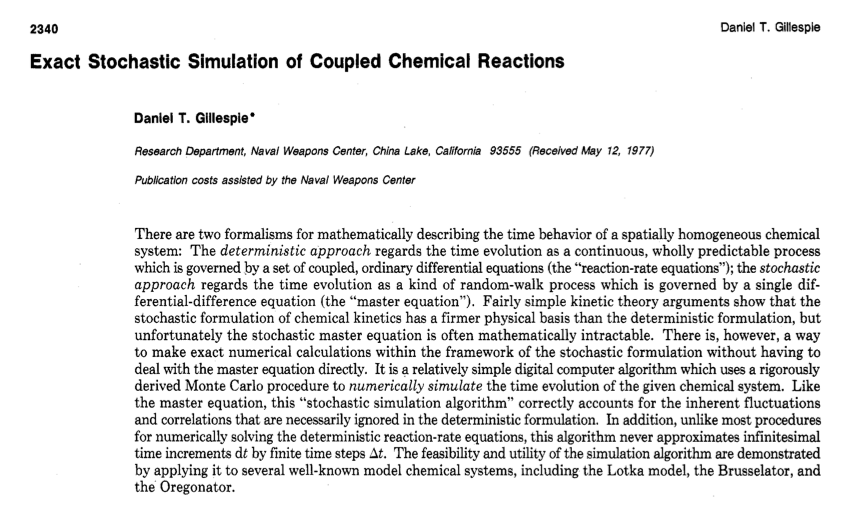 2340
Daniel T. Gillespie
Exact Stochastic Simulation of Coupled Chemical Reactions
Daniel T. Gillespie*
Research Department, Naval Weapons Center, China Lake, California 93555 (Received May 12, 1977)
Publication costs assisted by the Naval Weapons Center
There are two formalisms for mathematically describing the time behavior of a spatially homogeneous chemical
system: The deterministic approach regards the time evolution as a continuous, wholly predictable process
which is governed by a set of coupled, ordinary differential equations (the “reaction-rate equations”); the stochastic
approach regards the time evolution as a kind of random-walk process which is governed by a single dif-
ferential-difference equation (the “master equation”). Fairly simple kinetic theory arguments show that the
stochastic formulation of chemical kinetics has a firmer physical basis than the deterministic formulation, but
unfortunately the stochastic master equation is often mathematically intractable. There is, however, a way
to make exact numerical calculations within the framework of the stochastic formulation without having to
deal with the master equation directly. It is a relatively simple digital computer algorithm which uses a rigorously
derived Monte Carlo procedure to numerically simulate the time evolution of the given chemical system. Like
the master equation, this “stochastic simulation algorithm” correctly accounts for the inherent fluctuations
and correlations that are necessarily ignored in the deterministic formulation. In addition, unlike most procedures
for numerically solving the deterministic reaction-rate equations, this algorithm never approximates infinitesimal
time increments dt by finite time steps Δt. The feasibility and utility of the simulation algorithm are demonstrated
by applying it to several well-known model chemical systems, including the Lotka model, the Brusselator, and
the Oregonator.